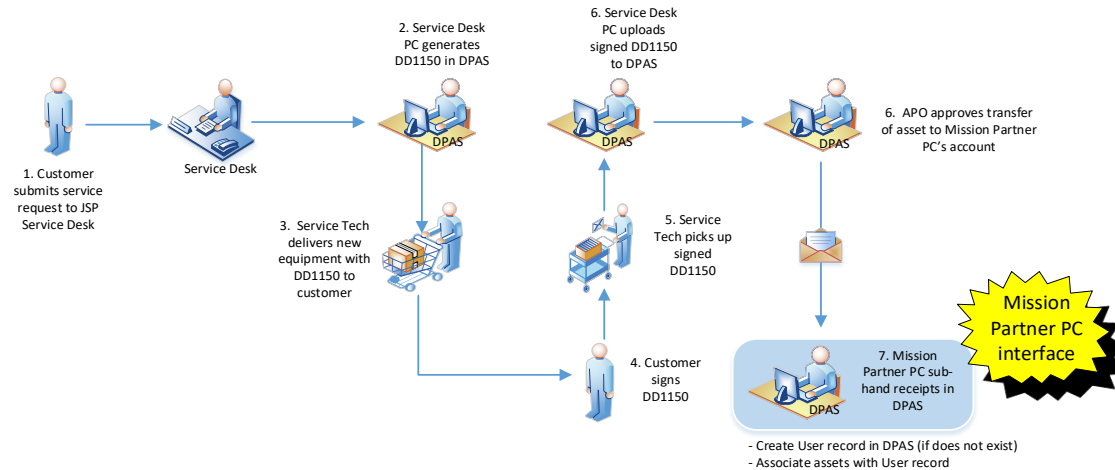 1. Customer
submits service
request to JSP
Service Desk
Service Desk
2. Service Desk
PC generates
DD1150 in DPAS
DPAS
3. Service Tech
delivers new
equipment with
DD1150 to
customer
4. Customer
signs
DD1150
5. Service
Tech picks up
signed
DD1150
6. Service Desk
PC uploads
signed DD1150
to DPAS
DPAS
6. APO approves transfer
of asset to Mission Partner
PC's account
DPAS
Mission
Partner PC
interface
7. Mission
Partner PC sub-
hand receipts in
DPAS
DPAS
- Create User record in DPAS (if does not exist)
- Associate assets with User record